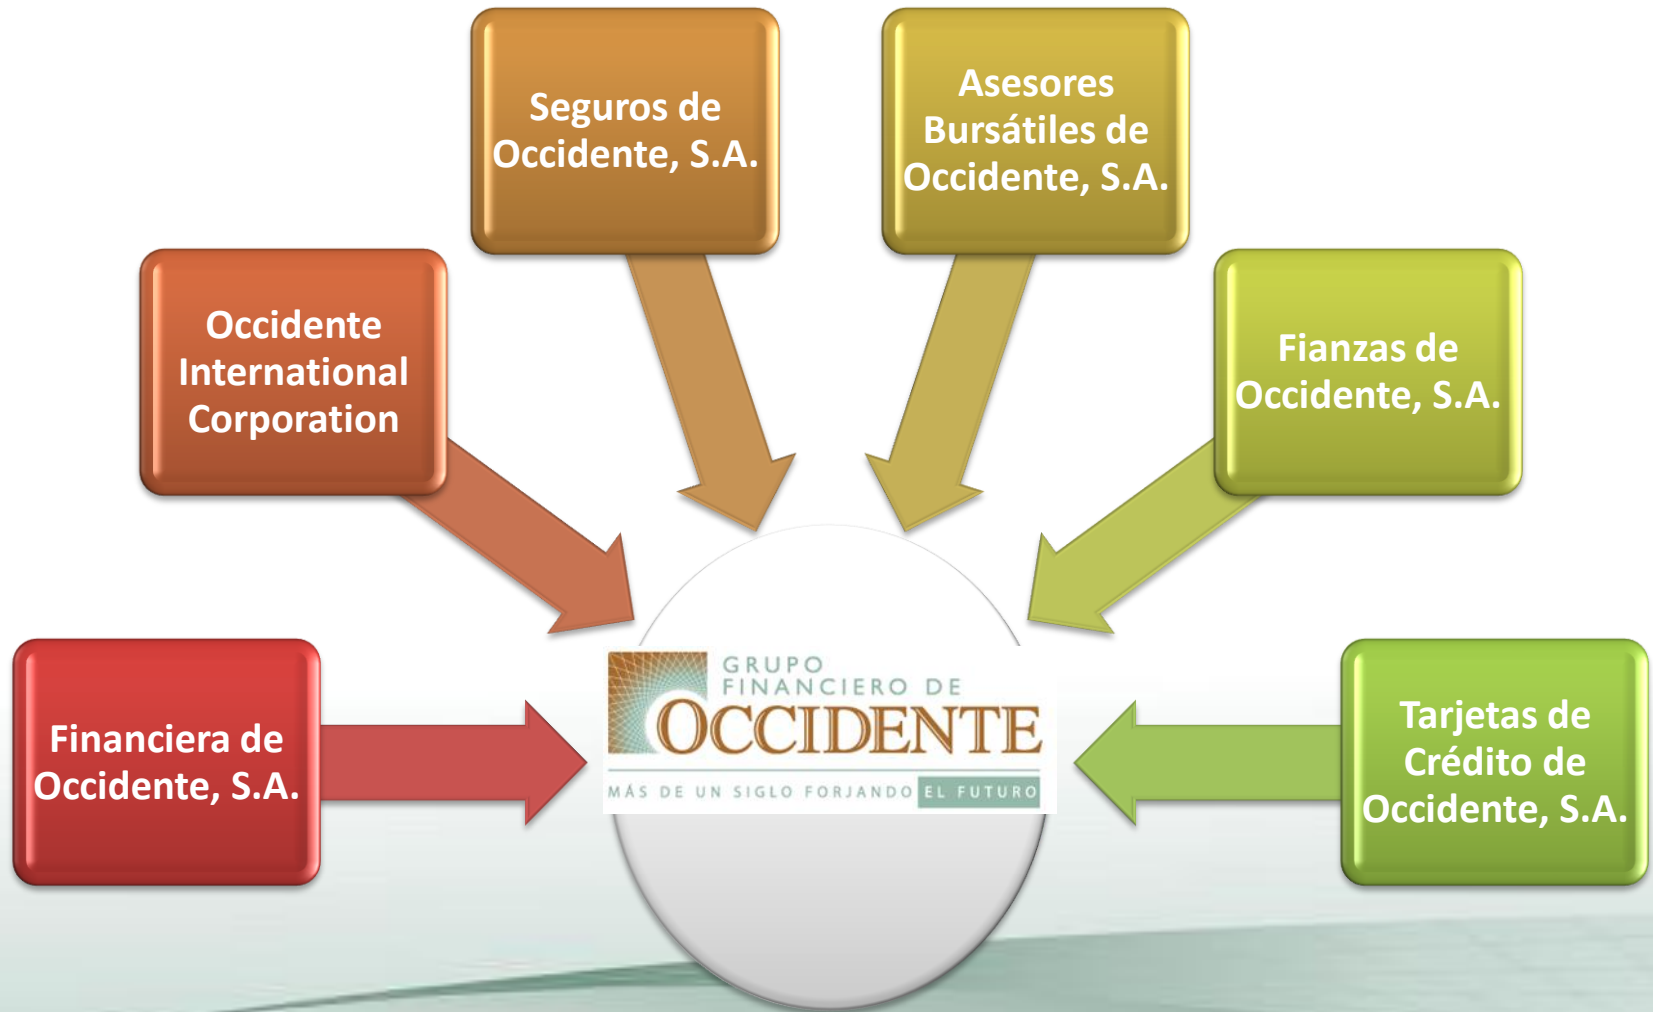 Seguros de
Occidente, S.A.
Asesores
Bursátiles de
Occidente, S.A.
Occidente
International
Corporation
Fianzas de
Occidente, S.A.
Financiera de
Occidente, S.A.
GRUPO
FINANCIERO DE
OCCIDENTE
MÁS DE UN SIGLO FORJANDO EL FUTURO
Tarjetas de
Crédito de
Occidente, S.A.